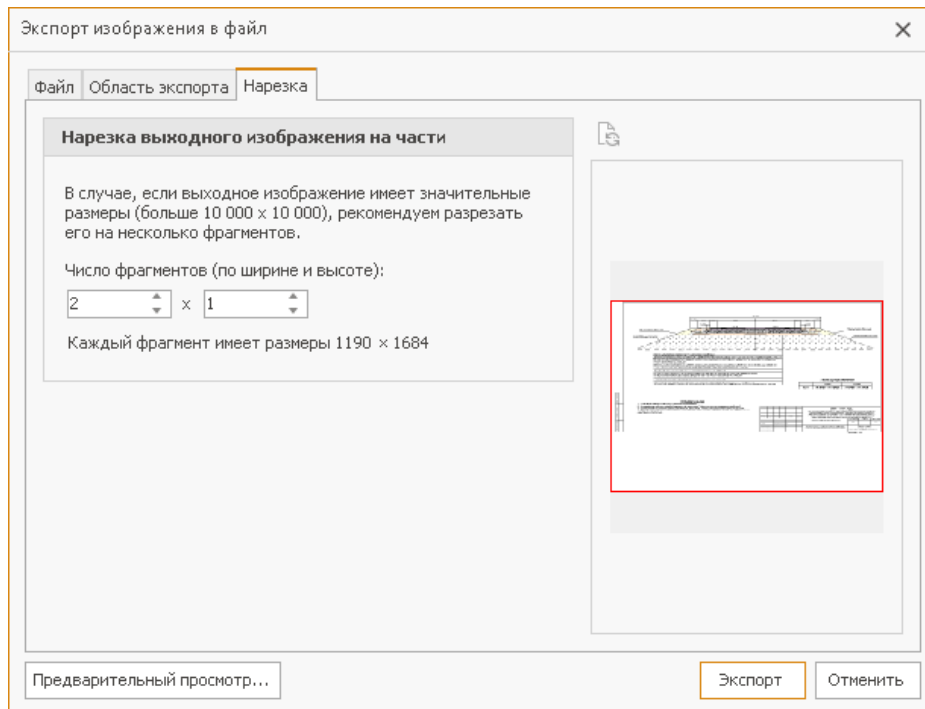 Экспорт изображения в файл
Файл Область экспорта Нарезка
Нарезка выходного изображения на части
В случае, если выходное изображение имеет значительные
размеры (больше 10 000 x 10 000), рекомендуем разрезать
его на несколько фрагментов.
Число фрагментов (по ширине и высоте):
2 x 1
Каждый фрагмент имеет размеры 1190 × 1684
Предварительный просмотр... Экспорт Отменить